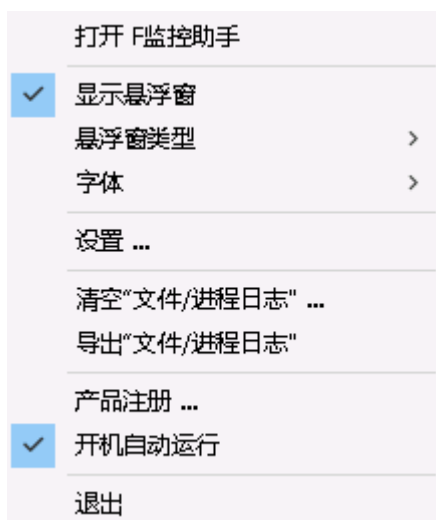 打开 F监控助手
显示悬浮窗
悬浮窗类型
字体
设置 ...
清空“文件/进程日志” ...
导出“文件/进程日志”
产品注册 ...
开机自动运行
退出